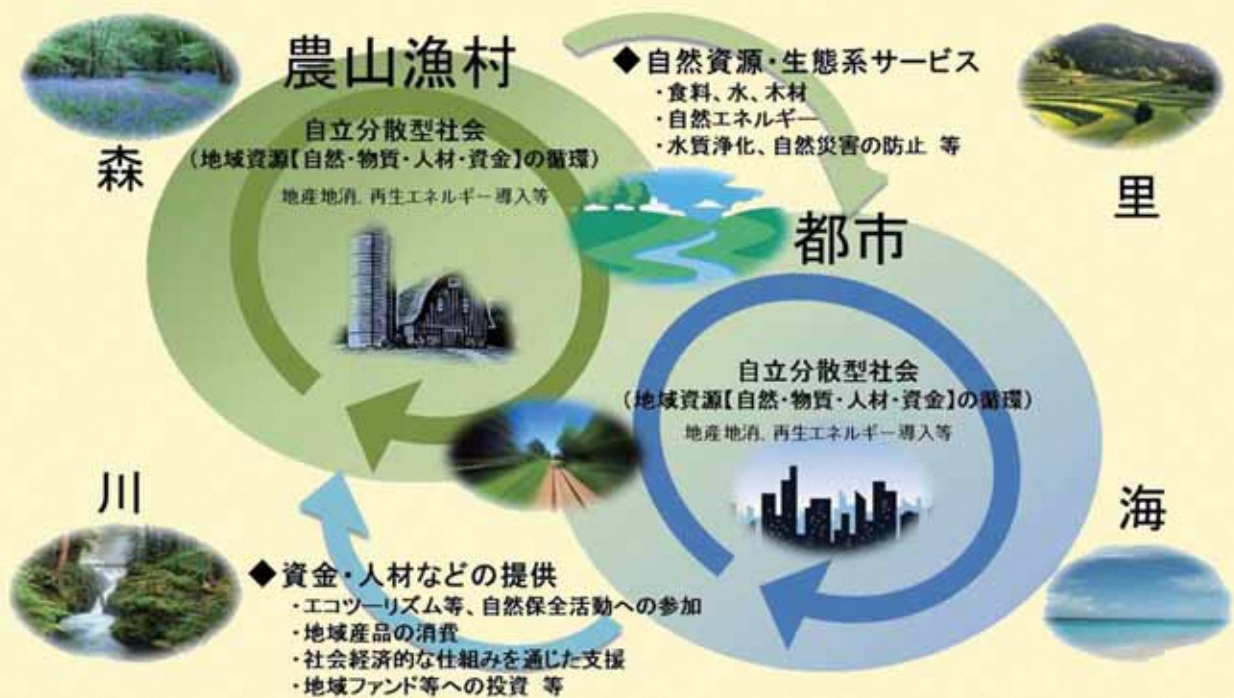 農山漁村
◆自然資源・生態系サービス
・食料、水、木材
・自然エネルギー
・水質浄化、自然災害の防止 等
森
自立分散型社会
(地域資源【自然・物質・人材・資金】の循環)
地産地消、再生エネルギー導入等
里
都市
自立分散型社会
(地域資源【自然・物質・人材・資金】の循環)
地産地消、再生エネルギー導入等
川
海
◆資金・人材などの提供
・エコツーリズム等、自然保全活動への参加
・地域産品の消費
・社会経済的な仕組みを通じた支援
・地域ファンド等への投資 等